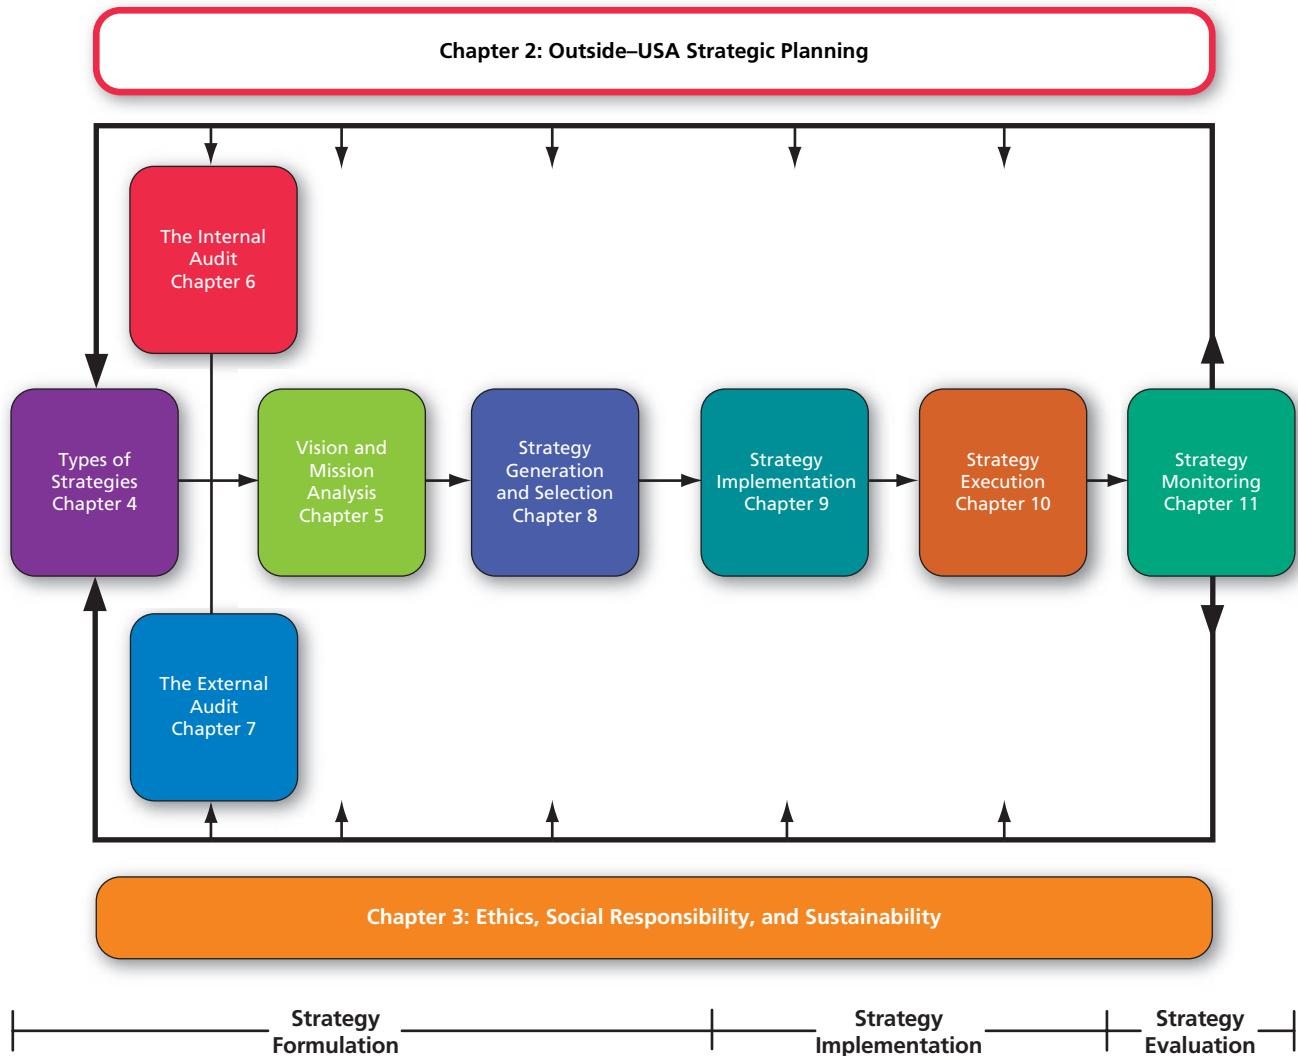 Chapter 2: Outside–USA Strategic Planning
The Internal
Audit
Chapter 6
Types of
Strategies
Chapter 4
Vision and
Mission
Analysis
Chapter 5
Strategy
Generation
and Selection
Chapter 8
Strategy
Implementation
Chapter 9
Strategy
Execution
Chapter 10
Strategy
Monitoring
Chapter 11
The External
Audit
Chapter 7
Chapter 3: Ethics, Social Responsibility, and Sustainability
Strategy
Formulation
Strategy
Implementation
Strategy
Evaluation